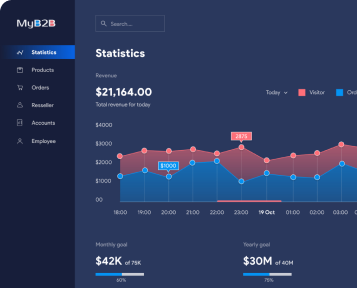 MyB2B
Search...
Statistics
Products
Orders
Resseller
Accounts
Employee
Statistics
Revenue
$21,164.00
Total revenue for today
Today
Visitor
Ord
$4000
$3000
$2000
$1000
00
$1000
18:00 19:00 20:00 21:00 22:00 23:00 19 Oct 01:00 02:00 03:00
Monthly goal
$42K of 75K
60%
Yearly goal
$30M of 40M
75%